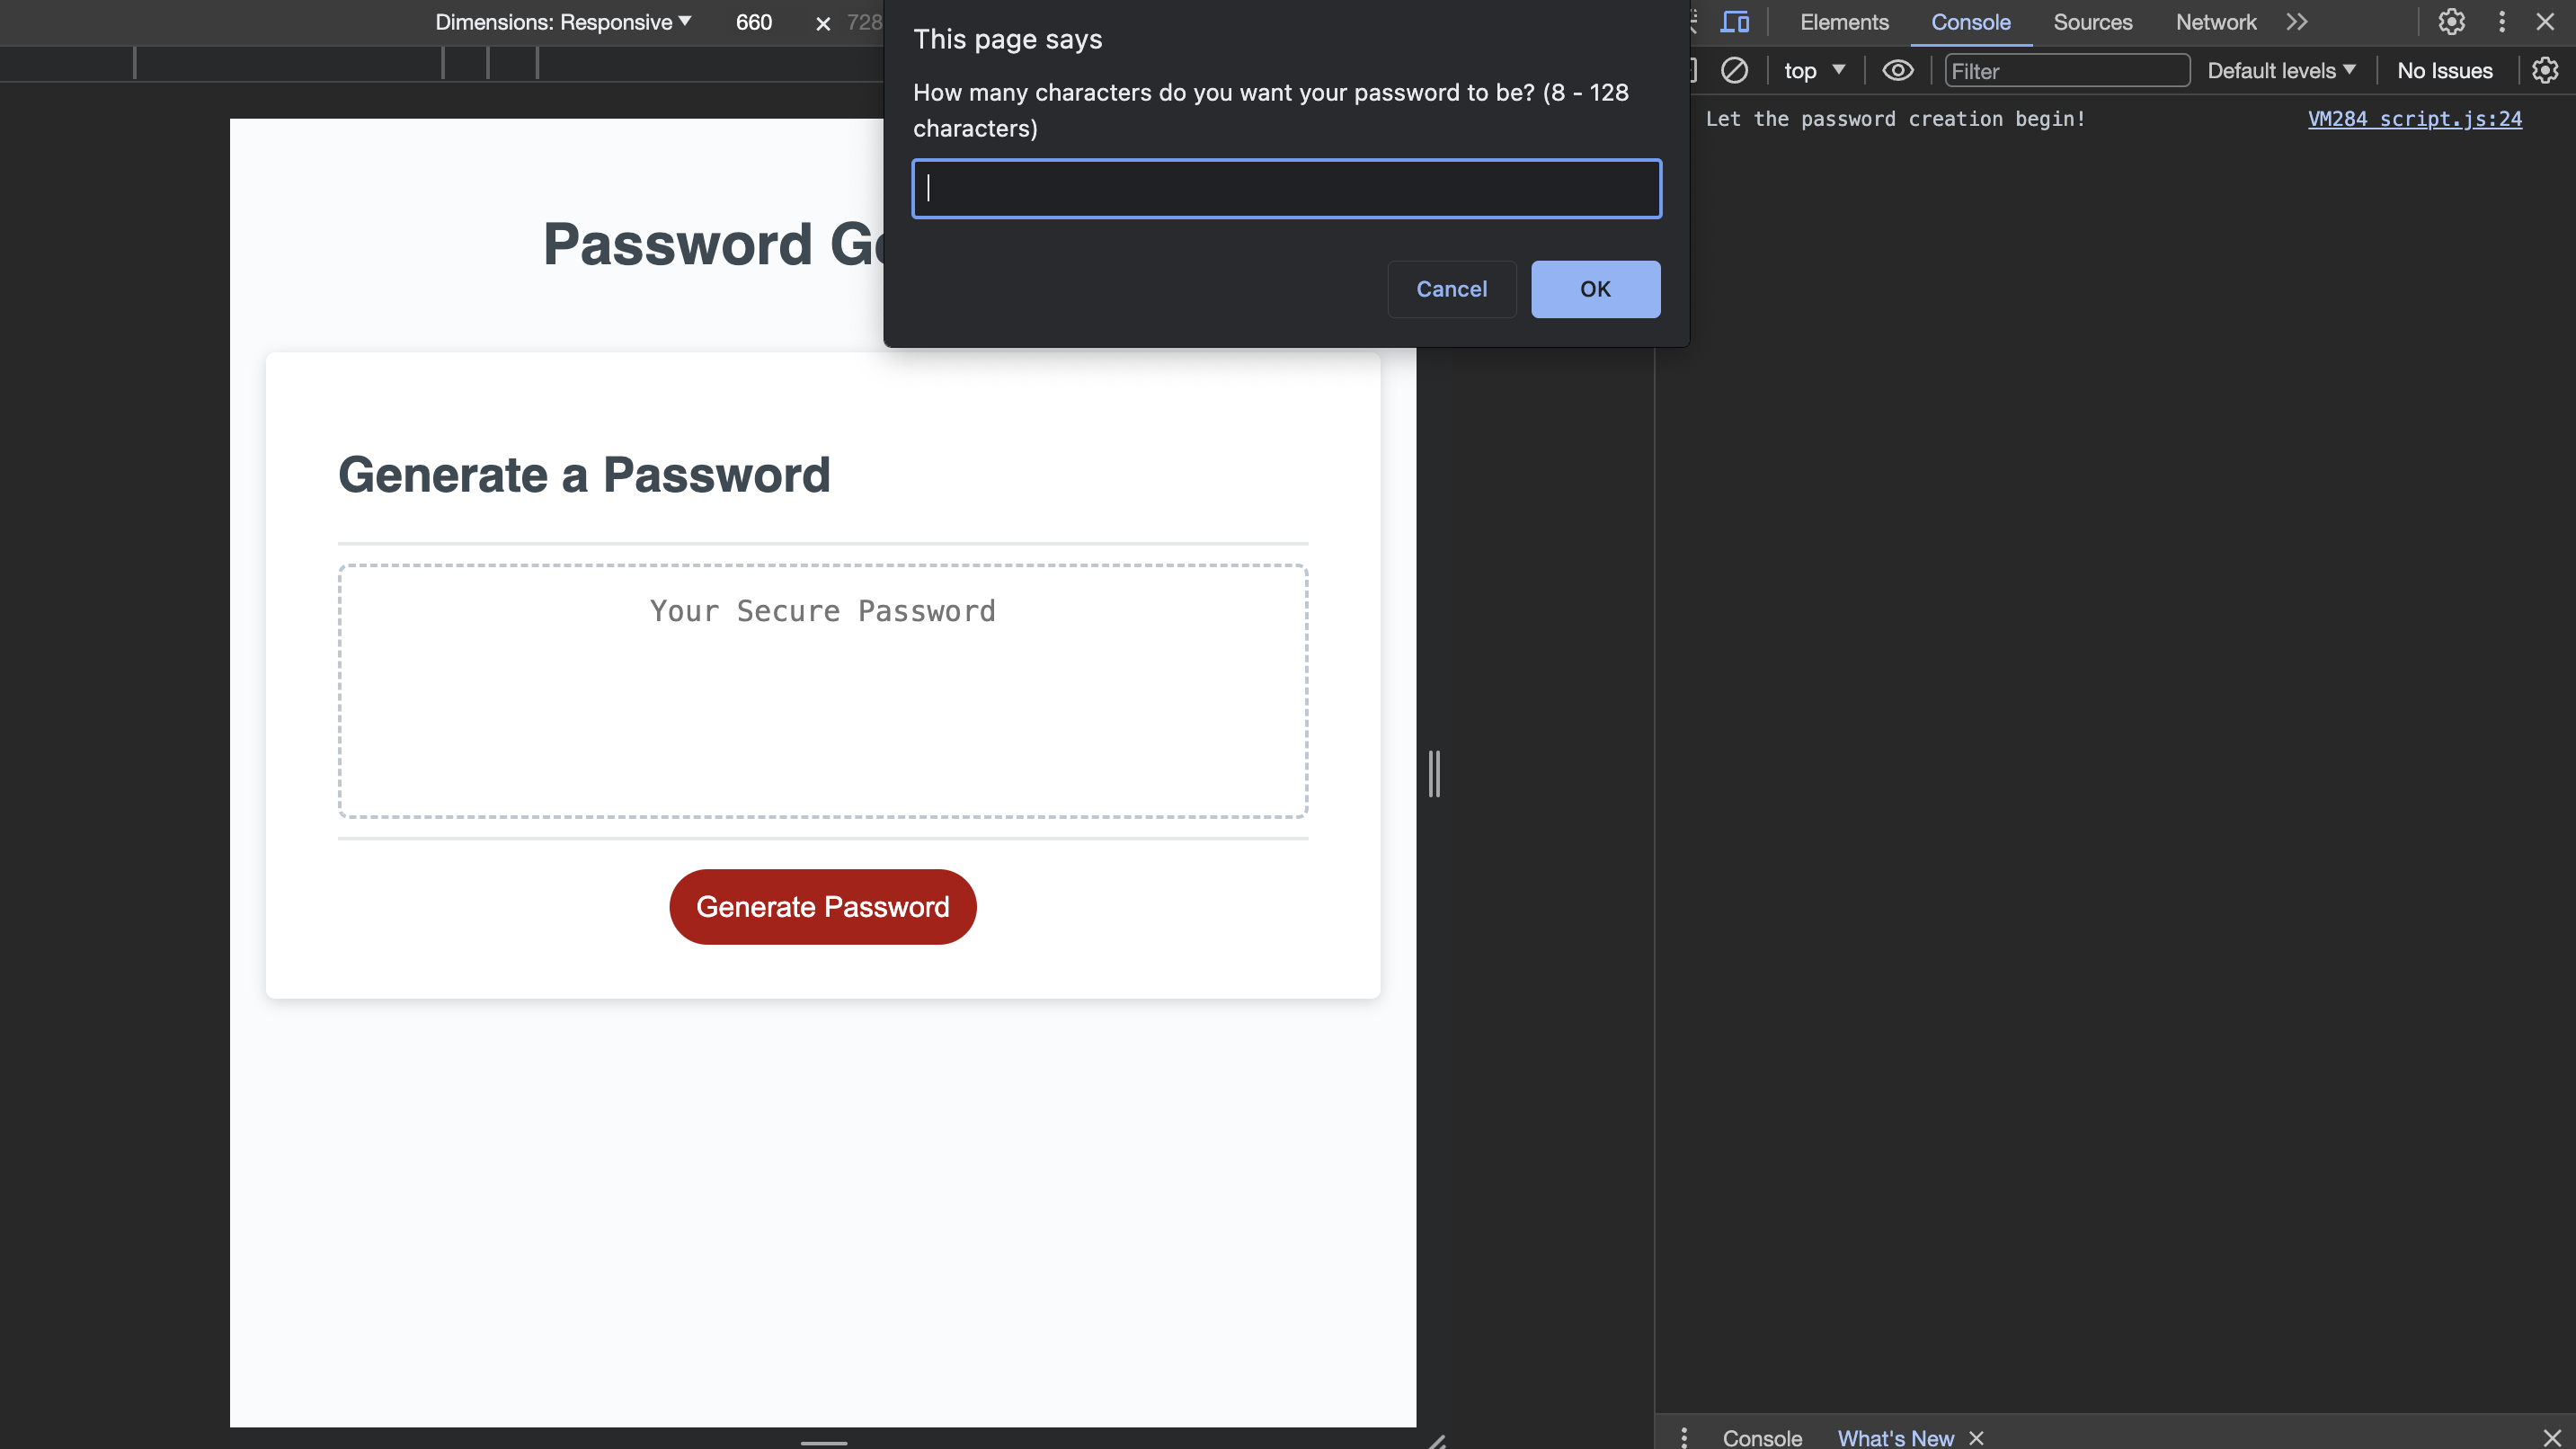 Dimensions: Responsive 660 × 728
Elements Console Sources Network
top Filter Default levels No Issues
Let the password creation begin! VM284 script.js:24
This page says
How many characters do you want your password to be? (8 - 128
characters)
Cancel OK
Password G
Generate a Password
Your Secure Password
Generate Password
Console What's New